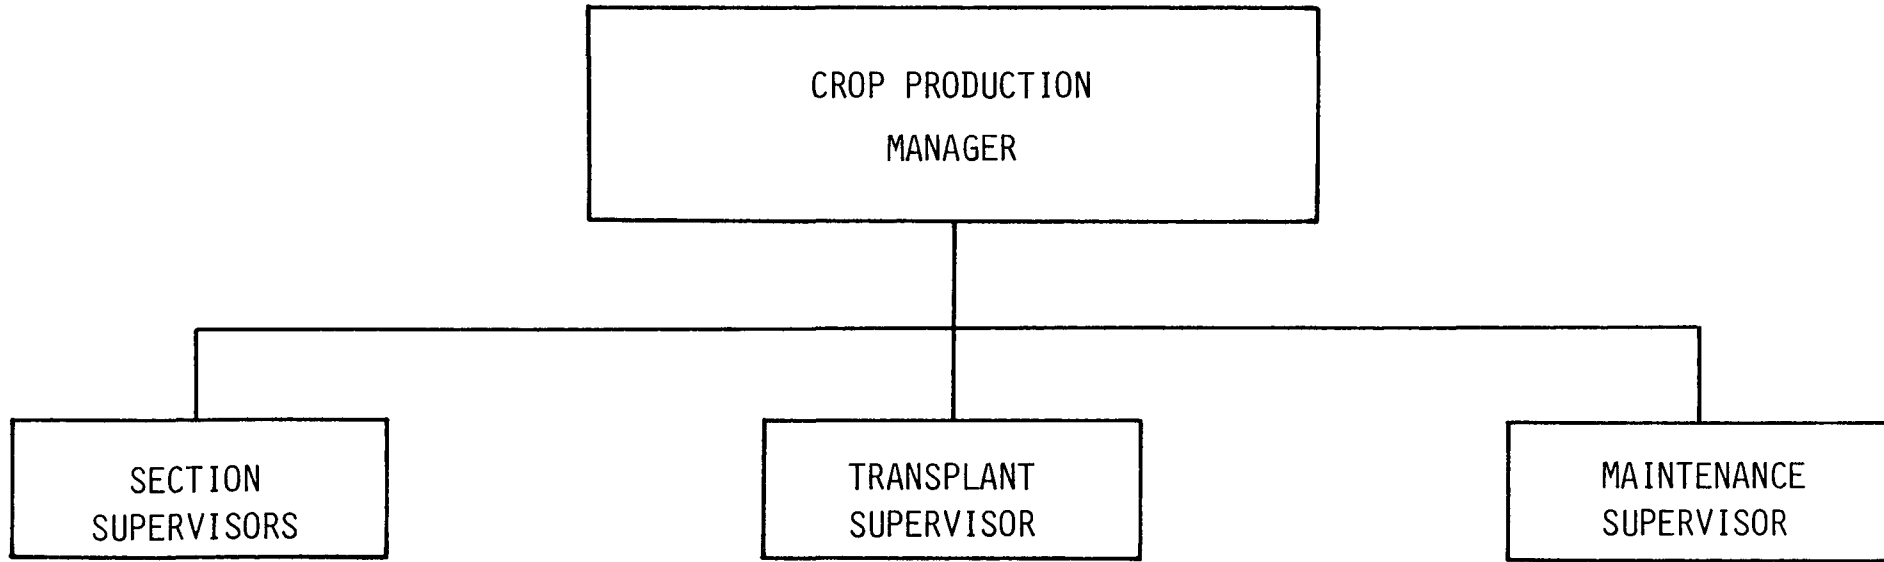 CROP PRODUCTION
MANAGER
SECTION
SUPERVISORS
TRANSPLANT
SUPERVISOR
MAINTENANCE
SUPERVISOR